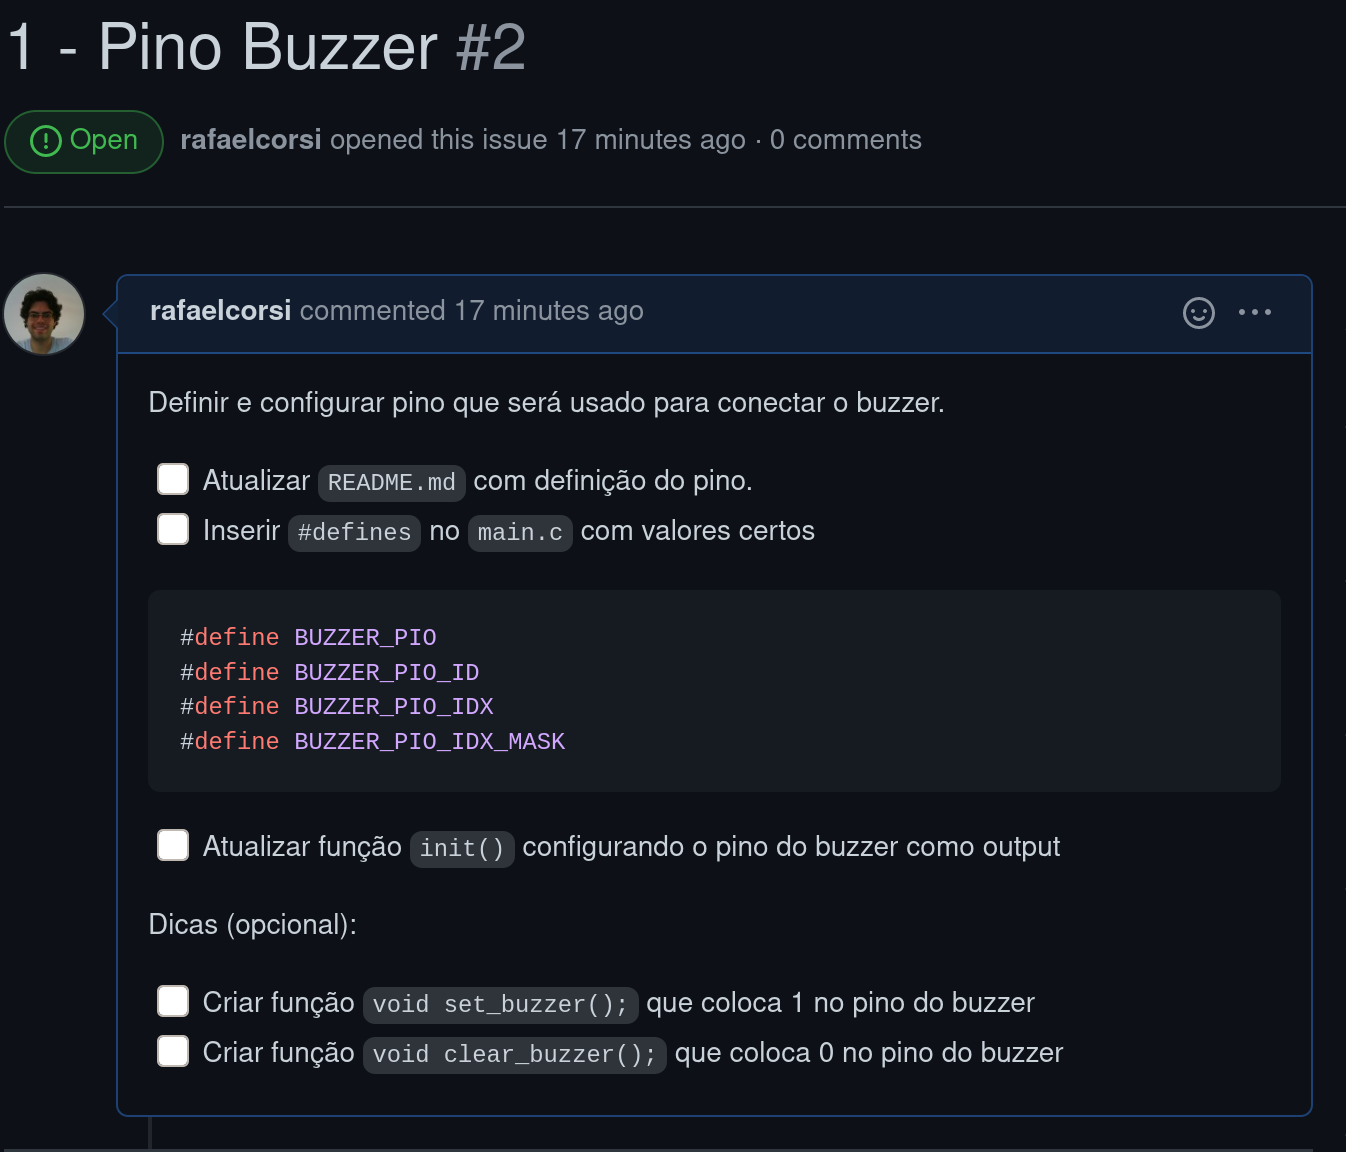 1 - Pino Buzzer #2
Open rafaelcorsi opened this issue 17 minutes ago · 0 comments
rafaelcorsi commented 17 minutes ago
Definir e configurar pino que será usado para conectar o buzzer.
Atualizar README.md com definição do pino.
Inserir #defines no main.c com valores certos
#define BUZZER_PIO
#define BUZZER_PIO_ID
#define BUZZER_PIO_IDX
#define BUZZER_PIO_IDX_MASK
Atualizar função init() configurando o pino do buzzer como output
Dicas (opcional):
Criar função void set_buzzer(); que coloca 1 no pino do buzzer
Criar função void clear_buzzer(); que coloca 0 no pino do buzzer